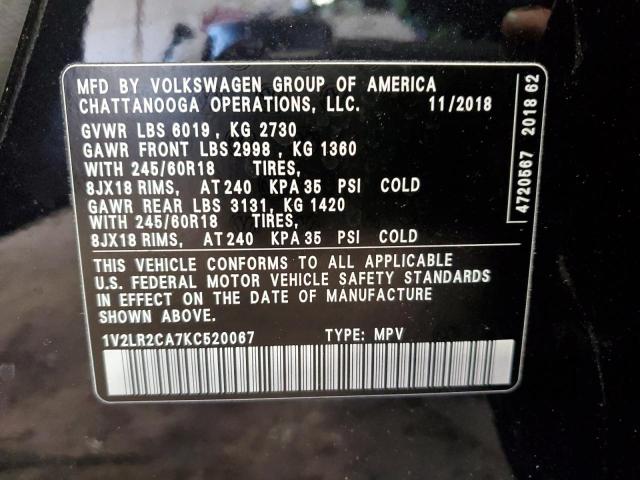 MFD BY VOLKSWAGEN GROUP OF AMERICA
CHATTANOOGA OPERATIONS, LLC. 11/2018
GVWR LBS 6019, KG 2730
GAWR FRONT LBS 2998, KG 1360
WITH 245/60R18 TIRES,
8JX18 RIMS, AT 240 KPA 35 PSI COLD
GAWR REAR LBS 3131, KG 1420
WITH 245/60R18 TIRES,
8JX18 RIMS, AT 240 KPA 35 PSI COLD
THIS VEHICLE CONFORMS TO ALL APPLICABLE
U.S. FEDERAL MOTOR VEHICLE SAFETY STANDARDS
IN EFFECT ON THE DATE OF MANUFACTURE
SHOWN ABOVE.
1V2LR2CA7KC520067 TYPE: MPV
4720567 2018 62